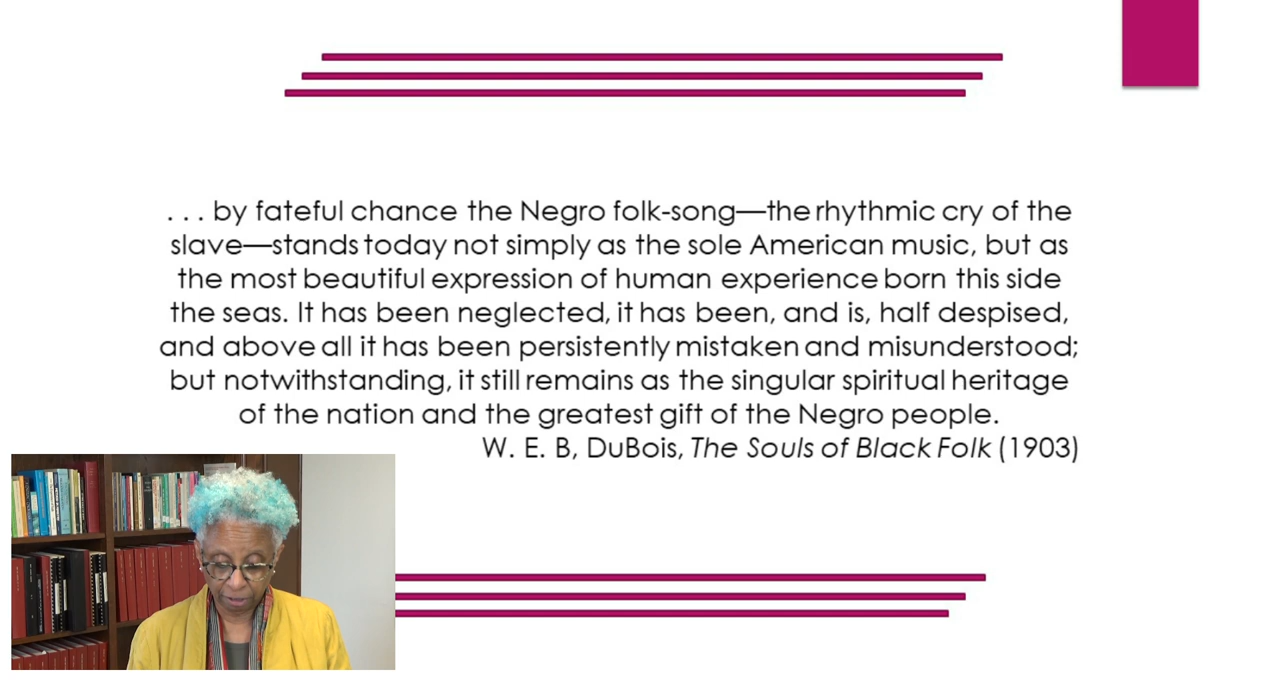 . . . by fateful chance the Negro folk-song—the rhythmic cry of the
slave—stands today not simply as the sole American music, but as
the most beautiful expression of human experience born this side
the seas. It has been neglected, it has been, and is, half despised,
and above all it has been persistently mistaken and misunderstood;
but notwithstanding, it still remains as the singular spiritual heritage
of the nation and the greatest gift of the Negro people.
W. E. B, DuBois, The Souls of Black Folk (1903)